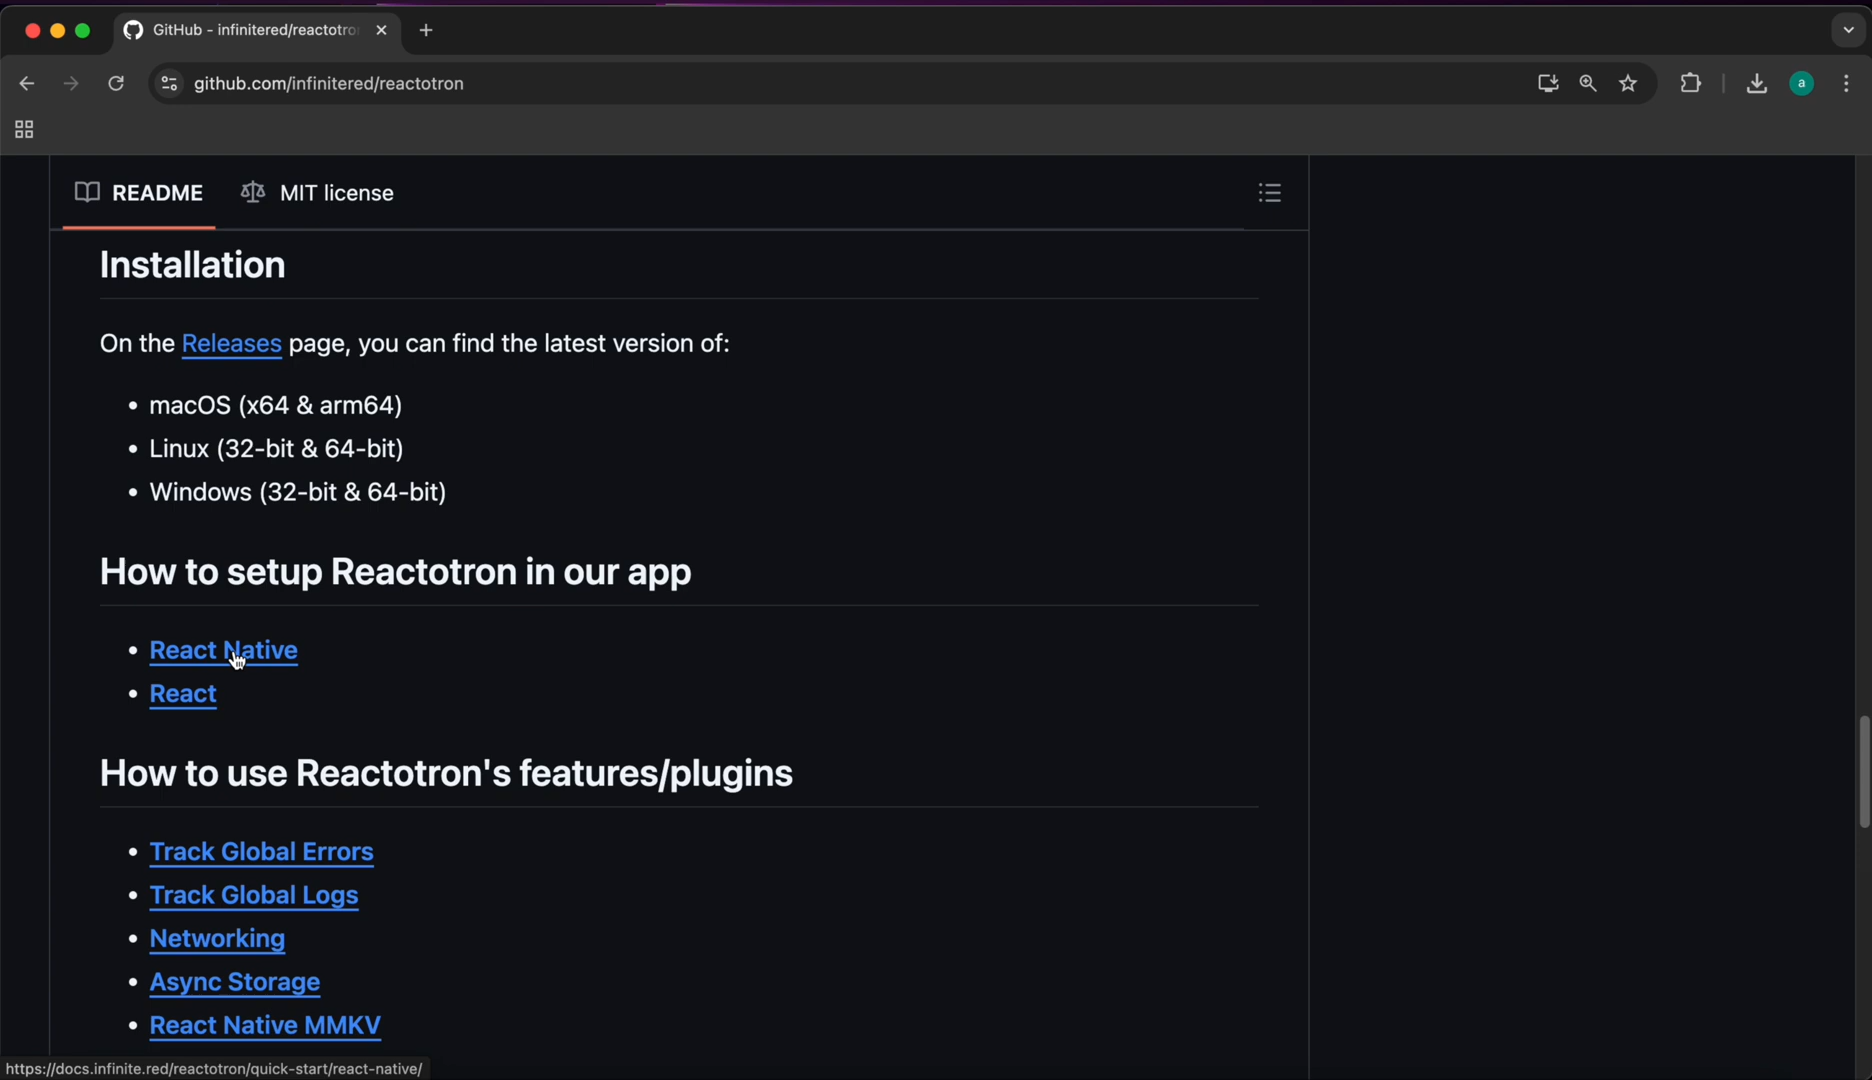 GitHub - infinitered/reactotro
github.com/infinitered/reactotron
a
README
MIT license
Installation
On the Releases page, you can find the latest version of:
• macOS (x64 & arm64)
• Linux (32-bit & 64-bit)
• Windows (32-bit & 64-bit)
How to setup Reactotron in our app
• React Native
• React
How to use Reactotron's features/plugins
• Track Global Errors
• Track Global Logs
• Networking
• Async Storage
• React Native MMKV
https://docs.infinite.red/reactotron/quick-start/react-native/